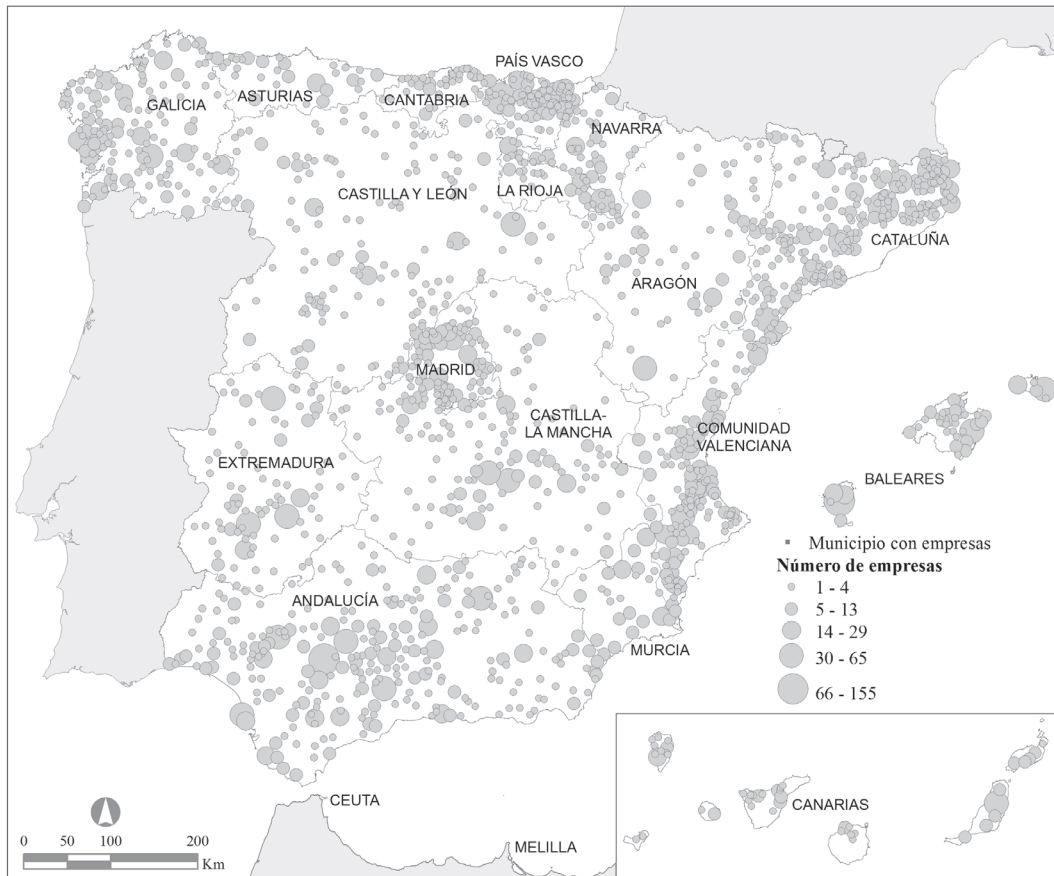 PAÍS VASCO
GALICIA
ASTURIAS
CANTABRIA
NAVARRA
CASTILLA Y LEÓN
LA RIOJA
CATALUÑA
ARAGÓN
MADRID
CASTILLA-
LA MANCHA
COMUNIDAD
VALENCIANA
EXTREMADURA
BALEARES
Municipio con empresas
Número de empresas
1 - 4
5 - 13
14 - 29
30 - 65
66 - 155
ANDALUCÍA
MURCIA
CEUTA
MELILLA
CANARIAS
0 50 100 200
Km